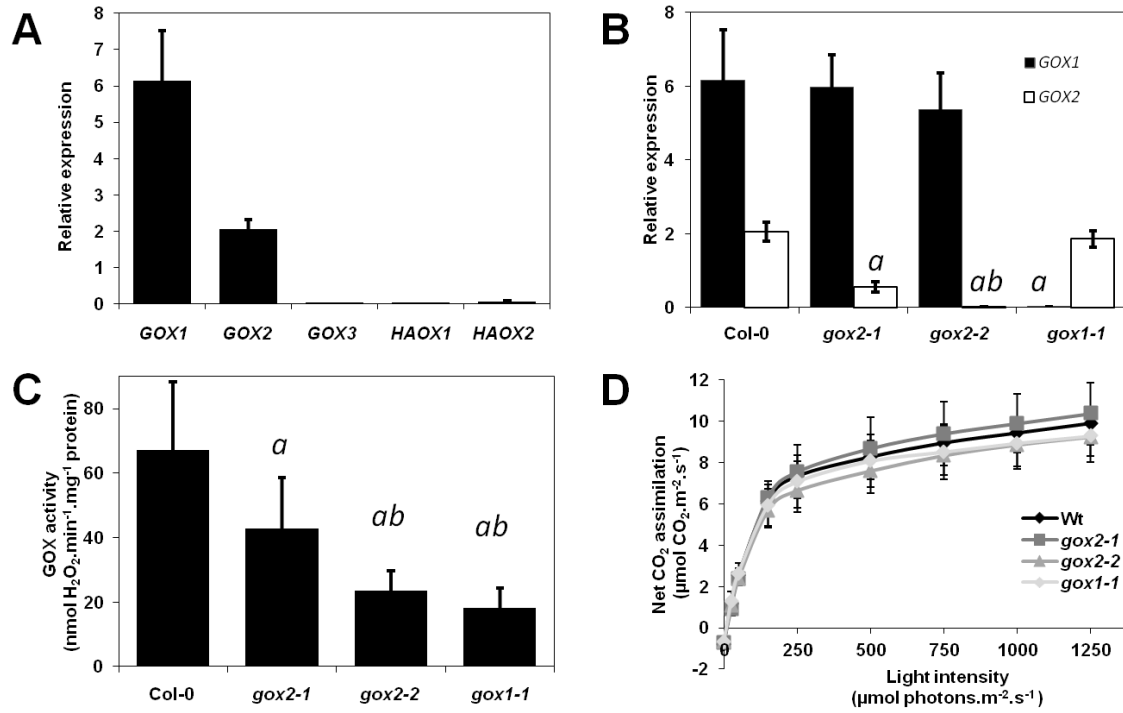 A
Relative expression
8
7
6
5
4
3
2
1
0
GOX1 GOX2 GOX3 HAOX1 HAOX2
B
Relative expression
8
6
4
2
0
GOX1
GOX2
a
ab
a
Col-0 gox2-1 gox2-2 gox1-1
C
GOX activity
(nmol H₂O₂.min⁻¹.mg⁻¹ protein)
80
60
40
20
0
a
ab
ab
Col-0 gox2-1 gox2-2 gox1-1
D
Net CO₂ assimilation
(µmol CO₂.m⁻².s⁻¹)
12
10
8
6
4
2
0
-2
Wt
gox2-1
gox2-2
gox1-1
0 250 500 750 1000 1250
Light intensity
(µmol photons.m⁻².s⁻¹)